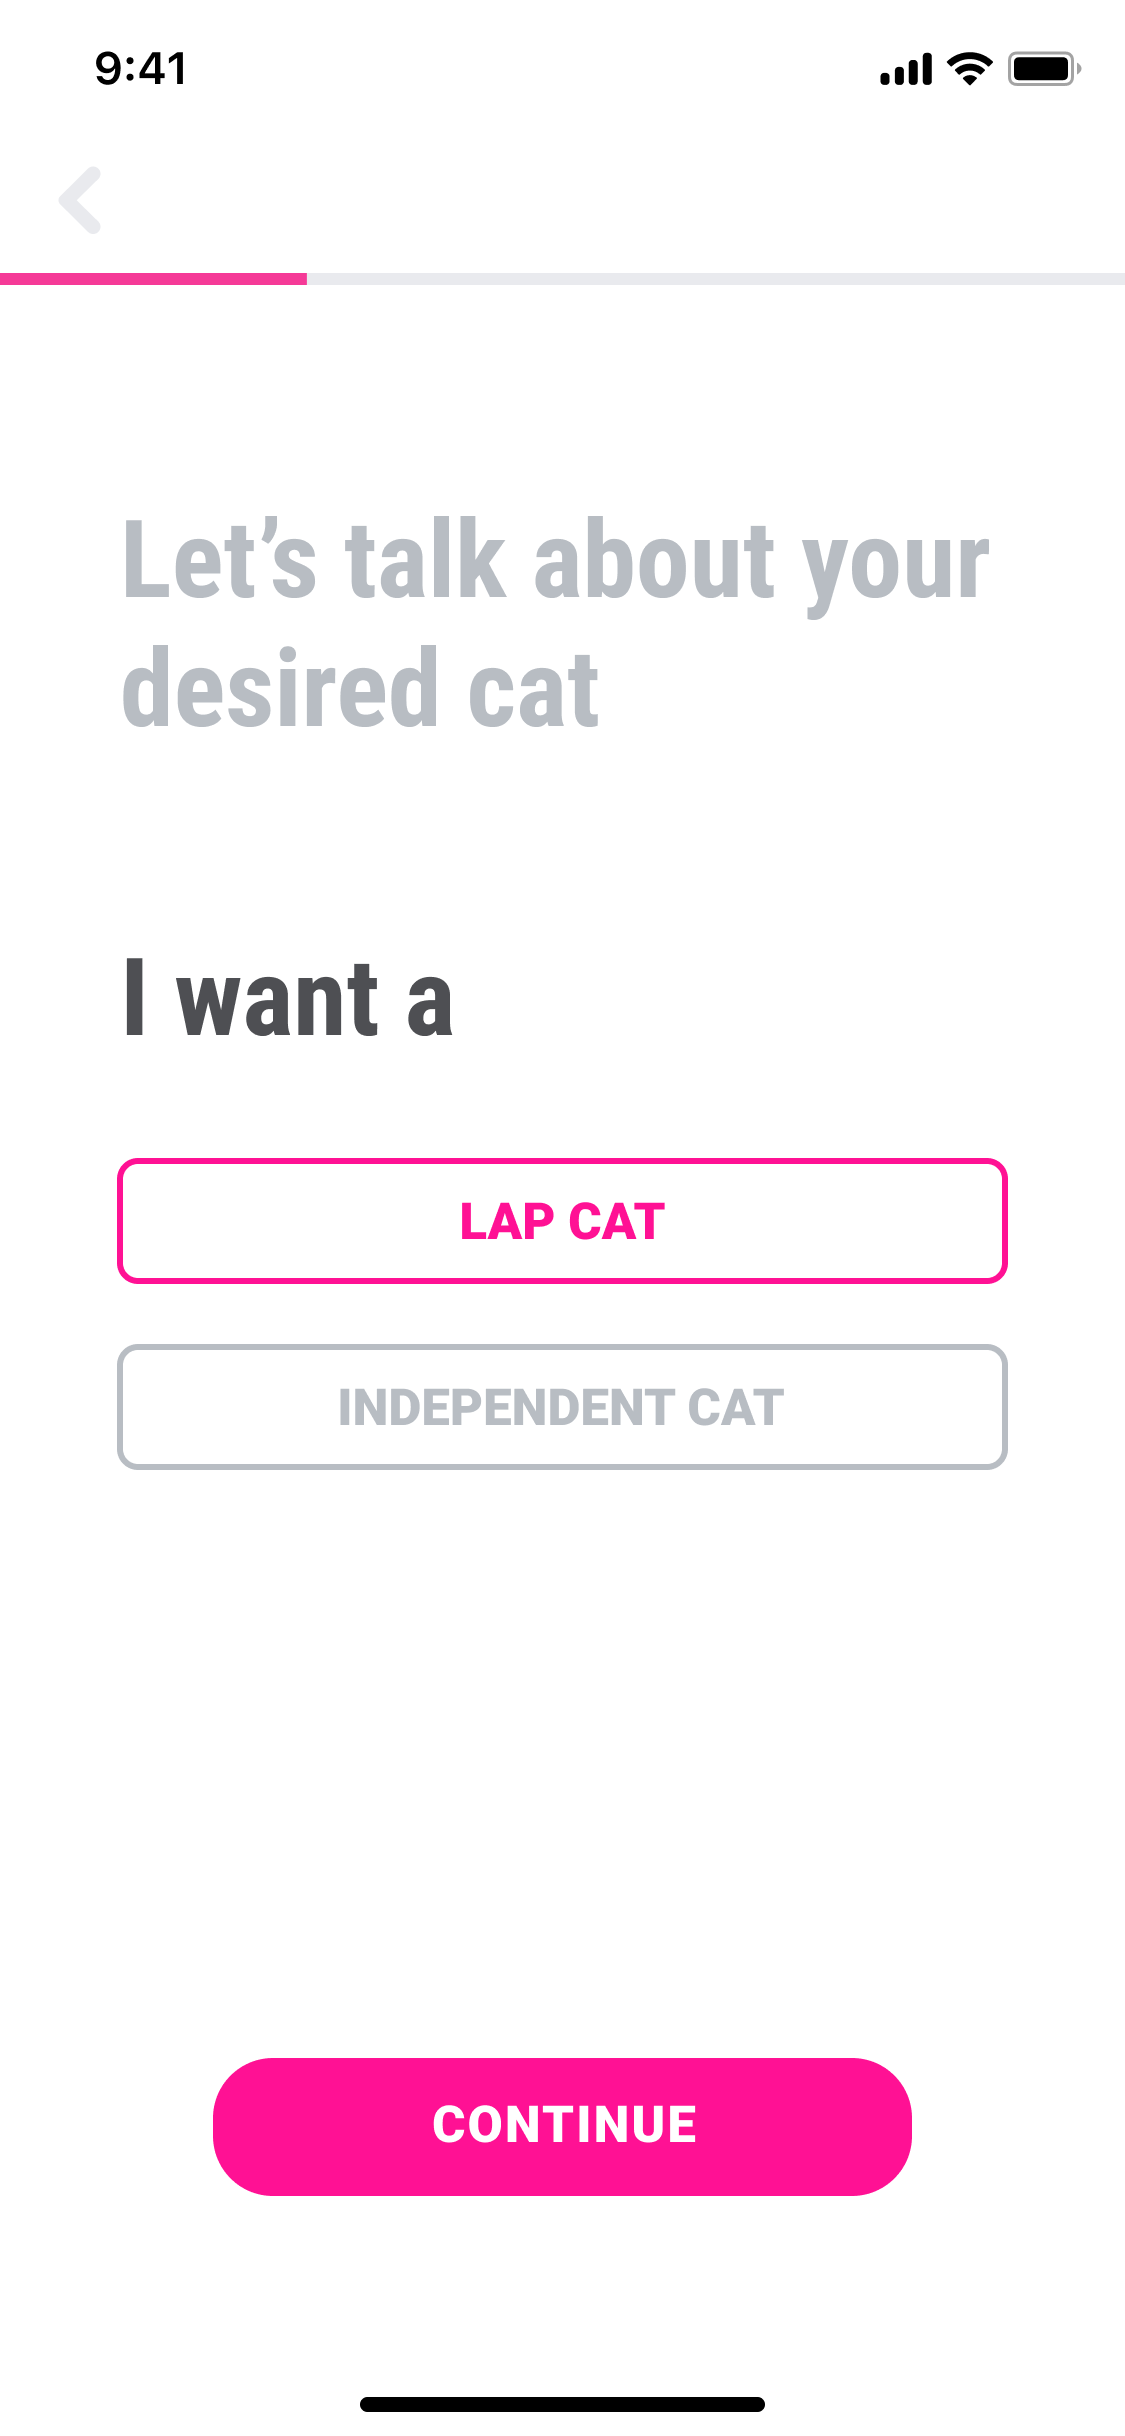 9:41
Let’s talk about your
desired cat
I want a
LAP CAT
INDEPENDENT CAT
CONTINUE